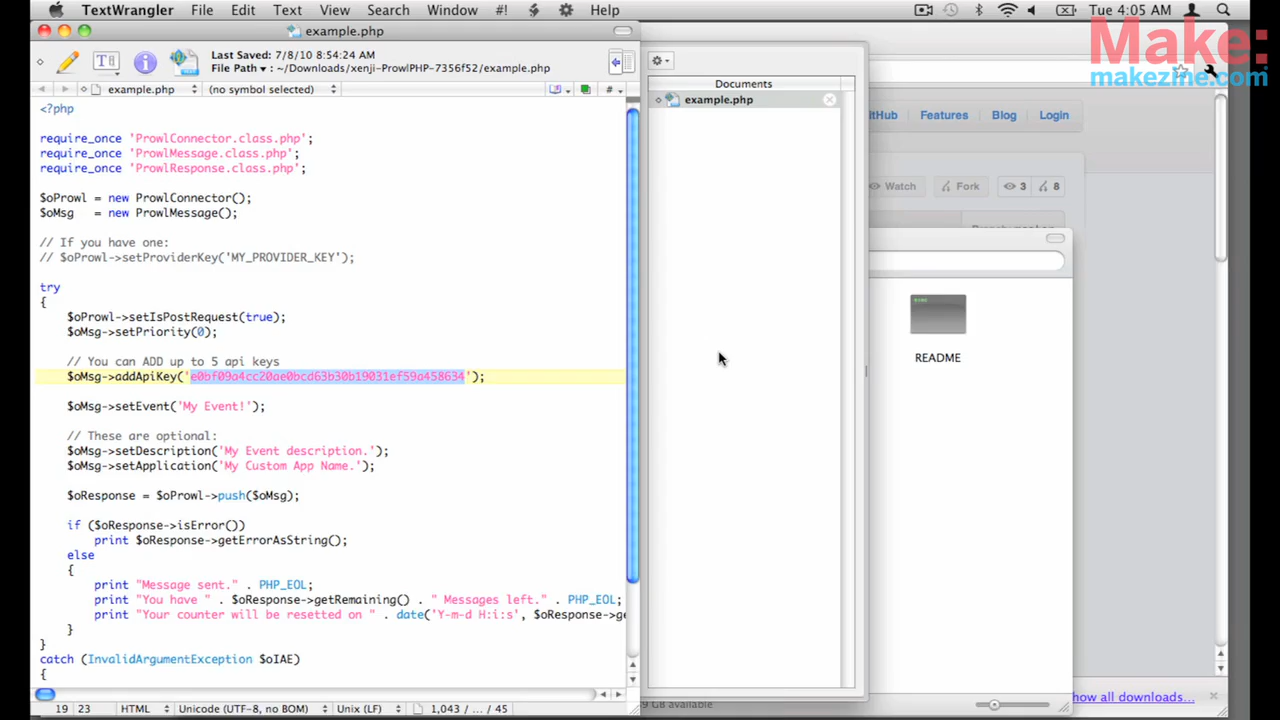 TextWrangler File Edit Text View Search Window #! Help Tue 4:05 AM
Make:
makezine.com
example.php
Last Saved: 7/8/10 8:54:24 AM
File Path ▾ : ~/Downloads/xenji-ProwlPHP-7356f52/example.php
example.php (no symbol selected) #
<?php
require_once 'ProwlConnector.class.php';
require_once 'ProwlMessage.class.php';
require_once 'ProwlResponse.class.php';
$oProwl = new ProwlConnector();
$oMsg = new ProwlMessage();
// If you have one:
// $oProwl->setProviderKey('MY_PROVIDER_KEY');
try
{
$oProwl->setIsPostRequest(true);
$oMsg->setPriority(0);
// You can ADD up to 5 api keys
$oMsg->addApiKey('e0bf09a4cc20ae0bcd63b30b19031ef59a458634');
$oMsg->setEvent('My Event!');
// These are optional:
$oMsg->setDescription('My Event description.');
$oMsg->setApplication('My Custom App Name.');
$oResponse = $oProwl->push($oMsg);
if ($oResponse->isError())
print $oResponse->getErrorAsString();
else
{
print "Message sent." . PHP_EOL;
print "You have " . $oResponse->getRemaining() . " Messages left." . PHP_EOL;
print "Your counter will be resetted on " . date('Y-m-d H:i:s', $oResponse->ge
}
}
catch (InvalidArgumentException $oIAE)
{
19 23 HTML Unicode (UTF-8, no BOM) Unix (LF) 1,043 / ... / 45
Documents
example.php
itHub Features Blog Login
Watch Fork 3 8
README
GB available
how all downloads...